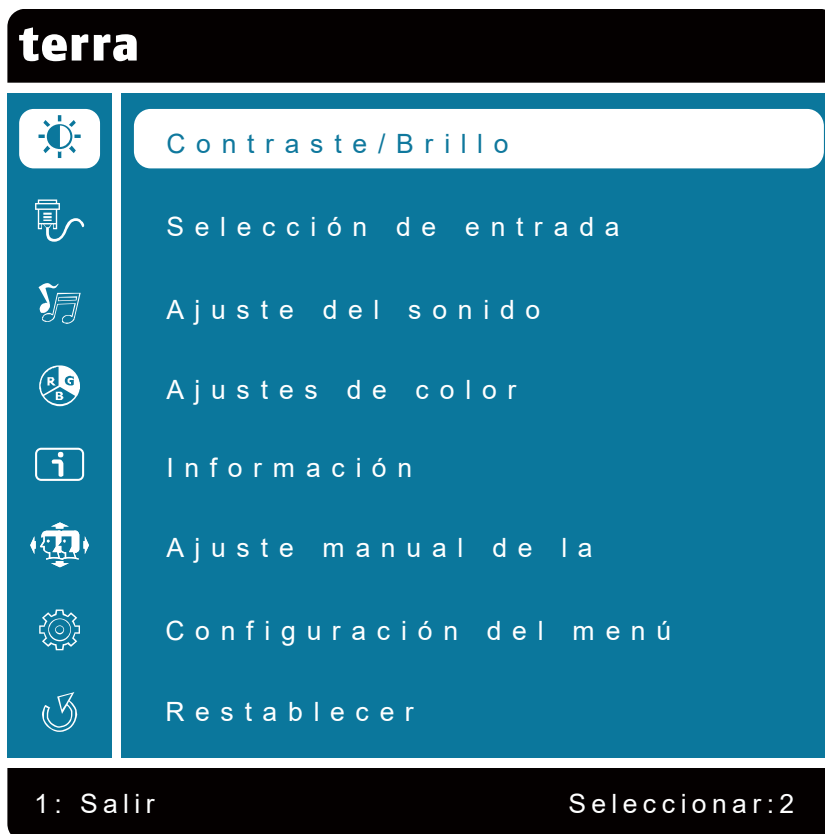 terra
Contraste/Brillo
Selección de entrada
Ajuste del sonido
R G B
Ajustes de color
i
Información
Ajuste manual de la
Configuración del menú
Restablecer
1: Salir
Seleccionar:2